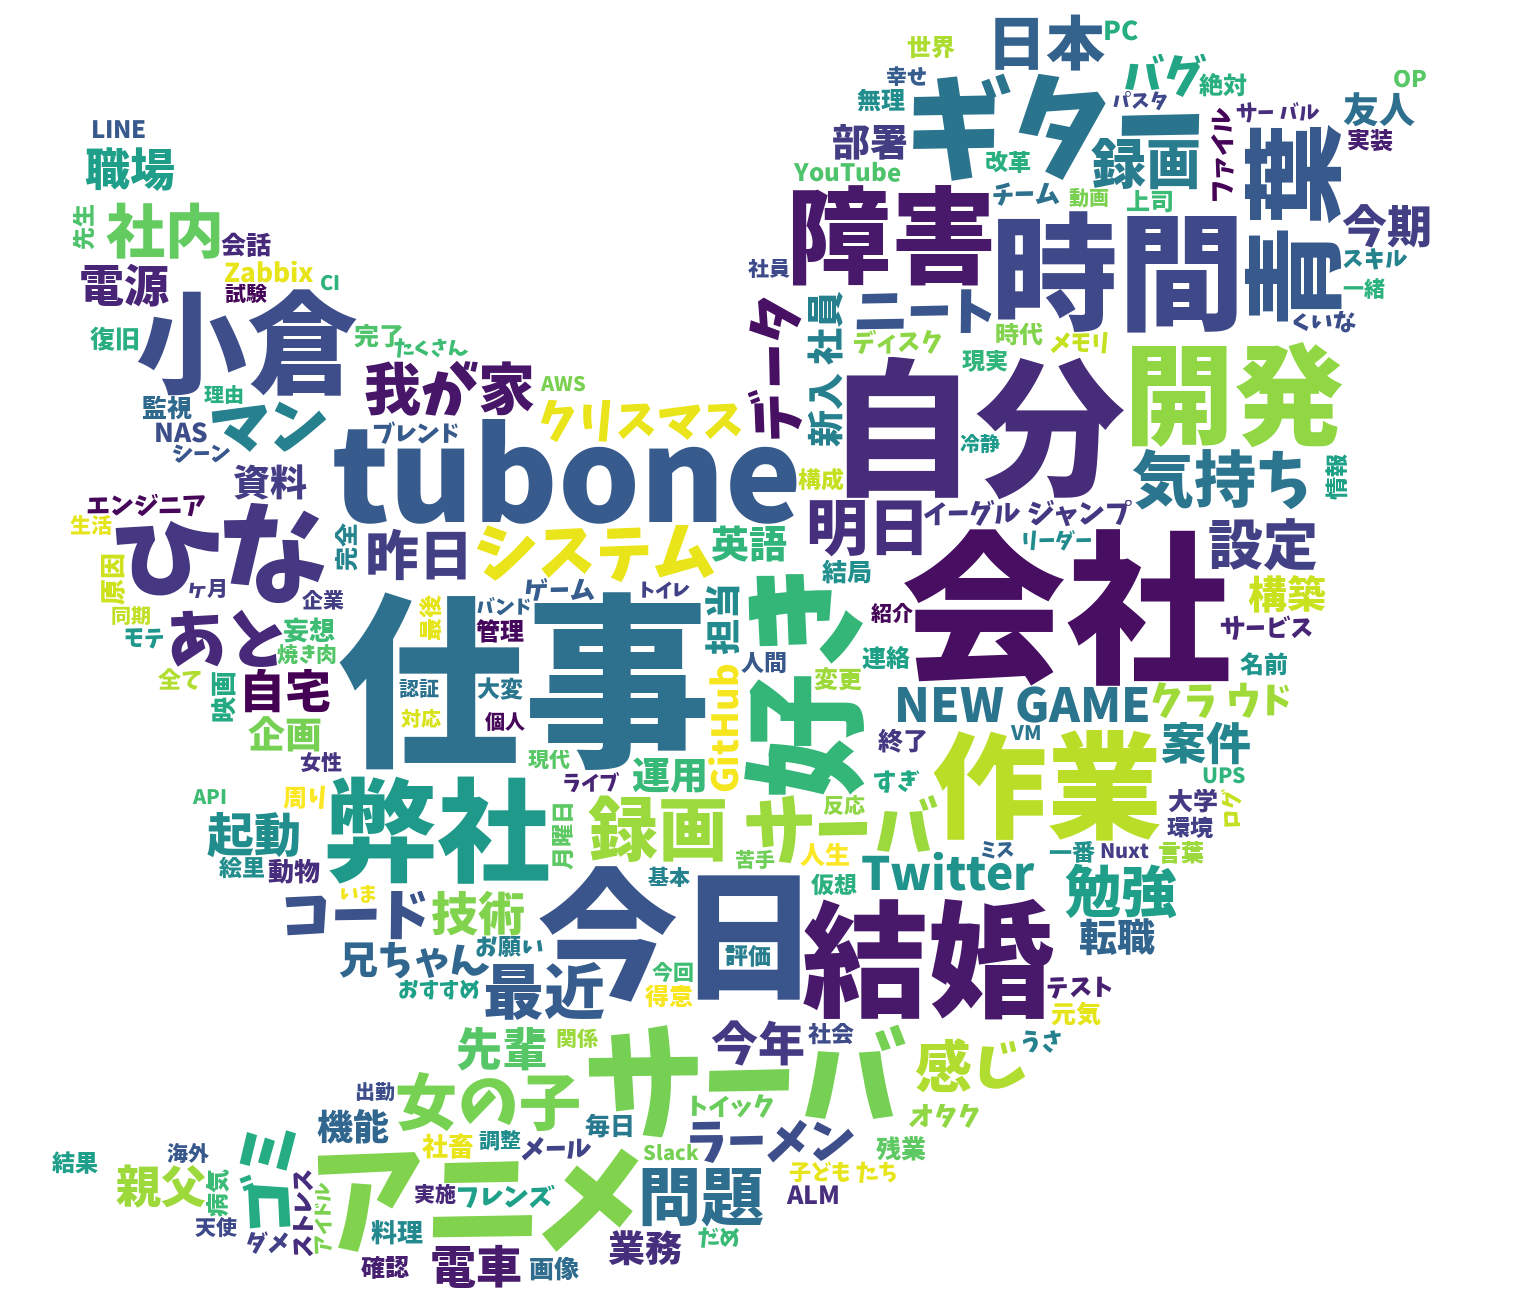 日本
PC
世界
バグ
絶対
OP
幸せ
無理
ギター
パスタ
サーバル
友人
LINE
部署
改革
録画
ファイル
青葉
実装
職場
YouTube
チーム
動画
上司
先生
社内
会話
障害
時間
今期
電源
Zabbix
試験
CI
社員
スキル
一緒
小倉
復旧
完了
たくさん
データ
新入社員
ニート
くいな
ディスク
時代
メモリ
現実
理由
我が家
AWS
自分
開発
監視
マン
NAS
シーン
ブレンド
クリスマス
tubone
冷静
構成
気持ち
情報
資料
エンジニア
生活
ひな
完全
昨日
システム
英語
明日
イーグルジャンプ
設定
リーダー
原因
ヶ月
企業
ゲーム
トイレ
結局
会社
構築
同期
モテ
あと
妄想
焼き肉
最後
バンド
管理
仕事
担当
好き
紹介
サービス
全て
映画
自宅
認証
大変
人間
変更
連絡
名前
企画
対応
個人
GitHub
NEW GAME
クラウド
女性
現代
終了
VM
案件
ライブ
運用
すぎ
作業
UPS
API
周り
弊社
月曜日
録画サーバ
反応
大学
ログ
起動
環境
絵里
動物
苦手
人生
ミス
一番
Nuxt
言葉
いま
基本
仮想
Twitter
勉強
コード
技術
今日
結婚
転職
兄ちゃん
お願い
評価
おすすめ
最近
今回
得意
テスト
元気
先輩
関係
サーバ
今年
社会
感じ
うさ
出勤
女の子
トイック
オタク
機能
毎日
社畜
調整
メール
Slack
ラーメン
残業
結果
海外
親父
病気
ゴミ
ストレス
アイドル
アニメ
実施
フレンズ
問題
子どもたち
ALM
天使
ダメ
料理
業務
だめ
確認
電車
画像